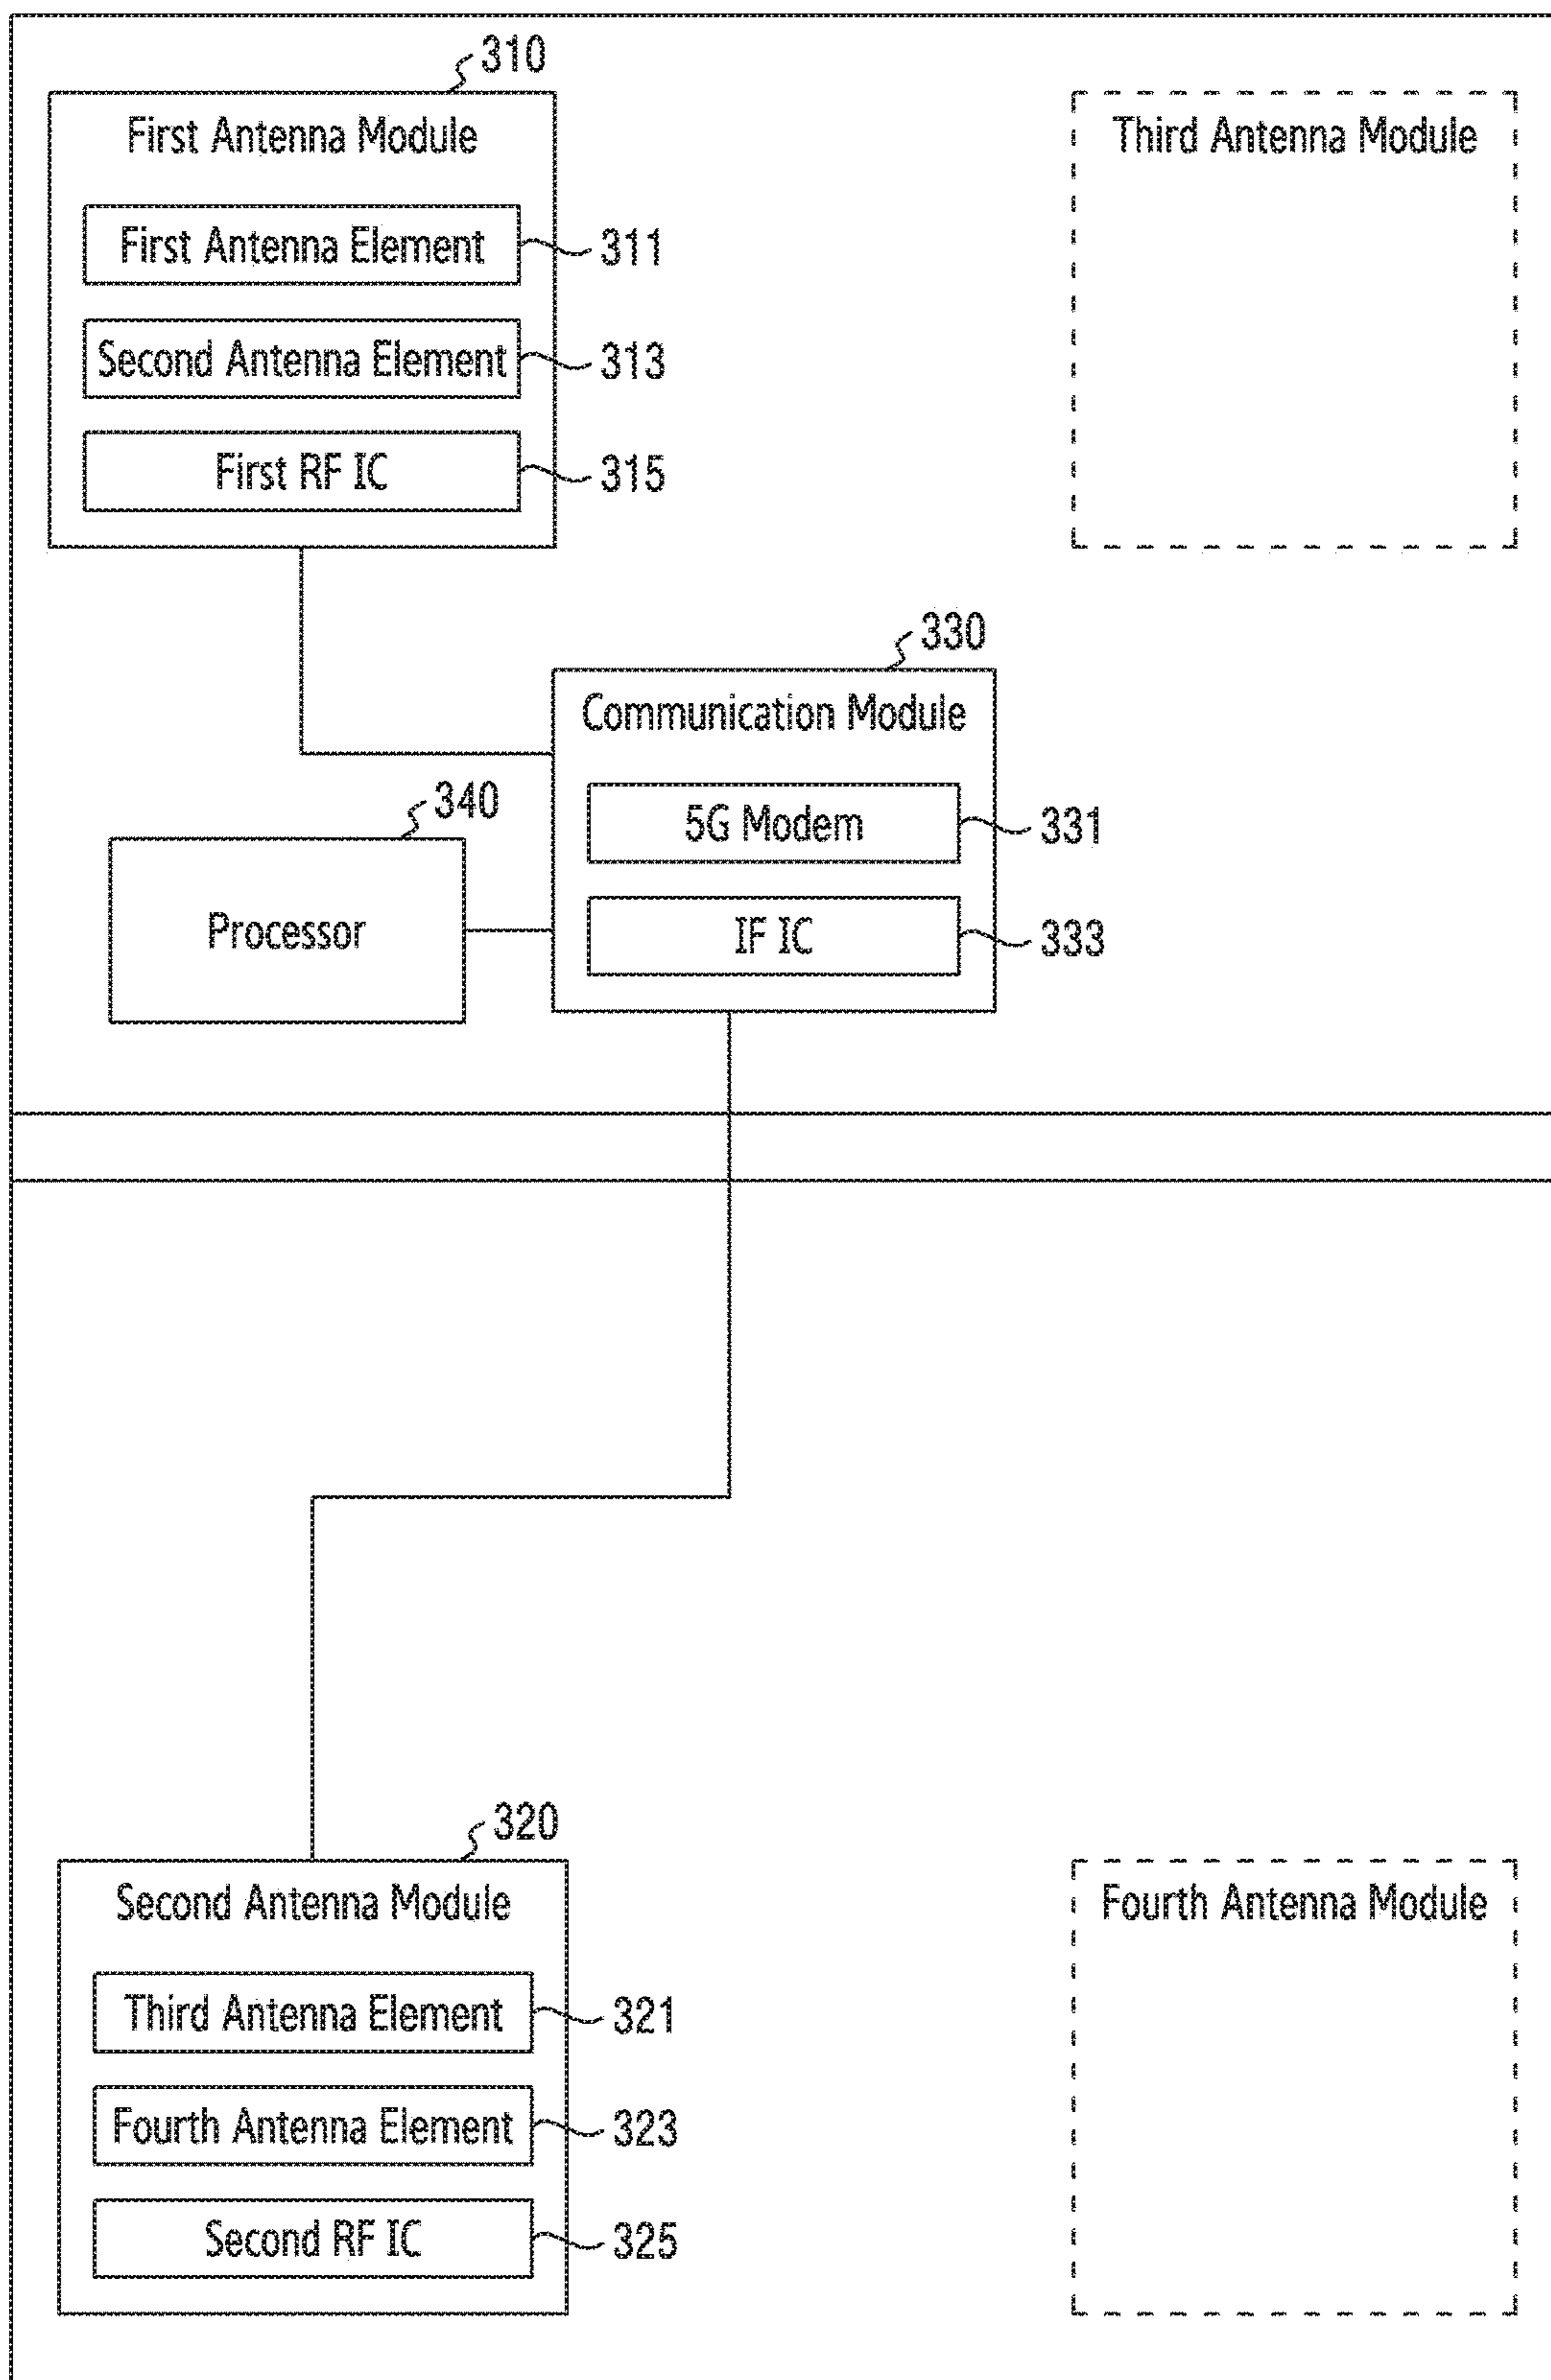 310
First Antenna Module
Third Antenna Module
First Antenna Element
311
Second Antenna Element
313
First RF IC
315
330
Communication Module
340
5G Modem
331
Processor
IF IC
333
320
Second Antenna Module
Fourth Antenna Module
Third Antenna Element
321
Fourth Antenna Element
323
Second RF IC
325